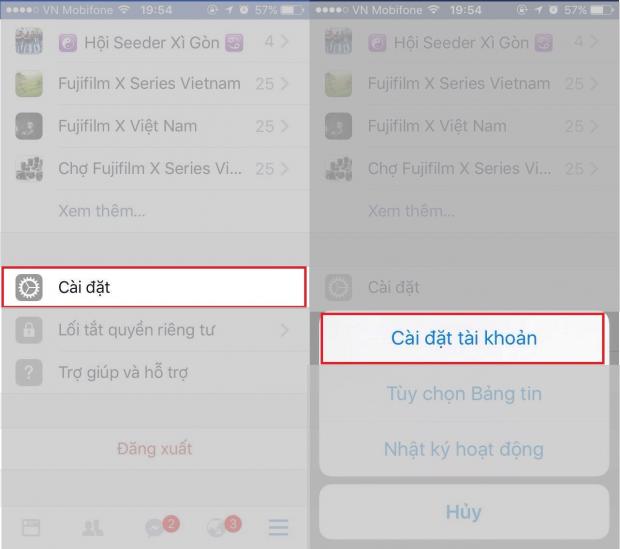 VN Mobifone 19:54 57%
Hội Seeder Xì Gòn 4
Fujifilm X Series Vietnam 25
Fujifilm X Việt Nam 25
Chợ Fujifilm X Series Vi... 25
Xem thêm...
Cài đặt
Lối tắt quyền riêng tư
Trợ giúp và hỗ trợ
Đăng xuất
2
3
VN Mobifone 19:54 57%
Hội Seeder Xì Gòn 4
Fujifilm X Series Vietnam 25
Fujifilm X Việt Nam 25
Chợ Fujifilm X Series Vi... 25
Xem thêm...
Cài đặt
Cài đặt tài khoản
Tùy chọn Bảng tin
Nhật ký hoạt động
Hủy